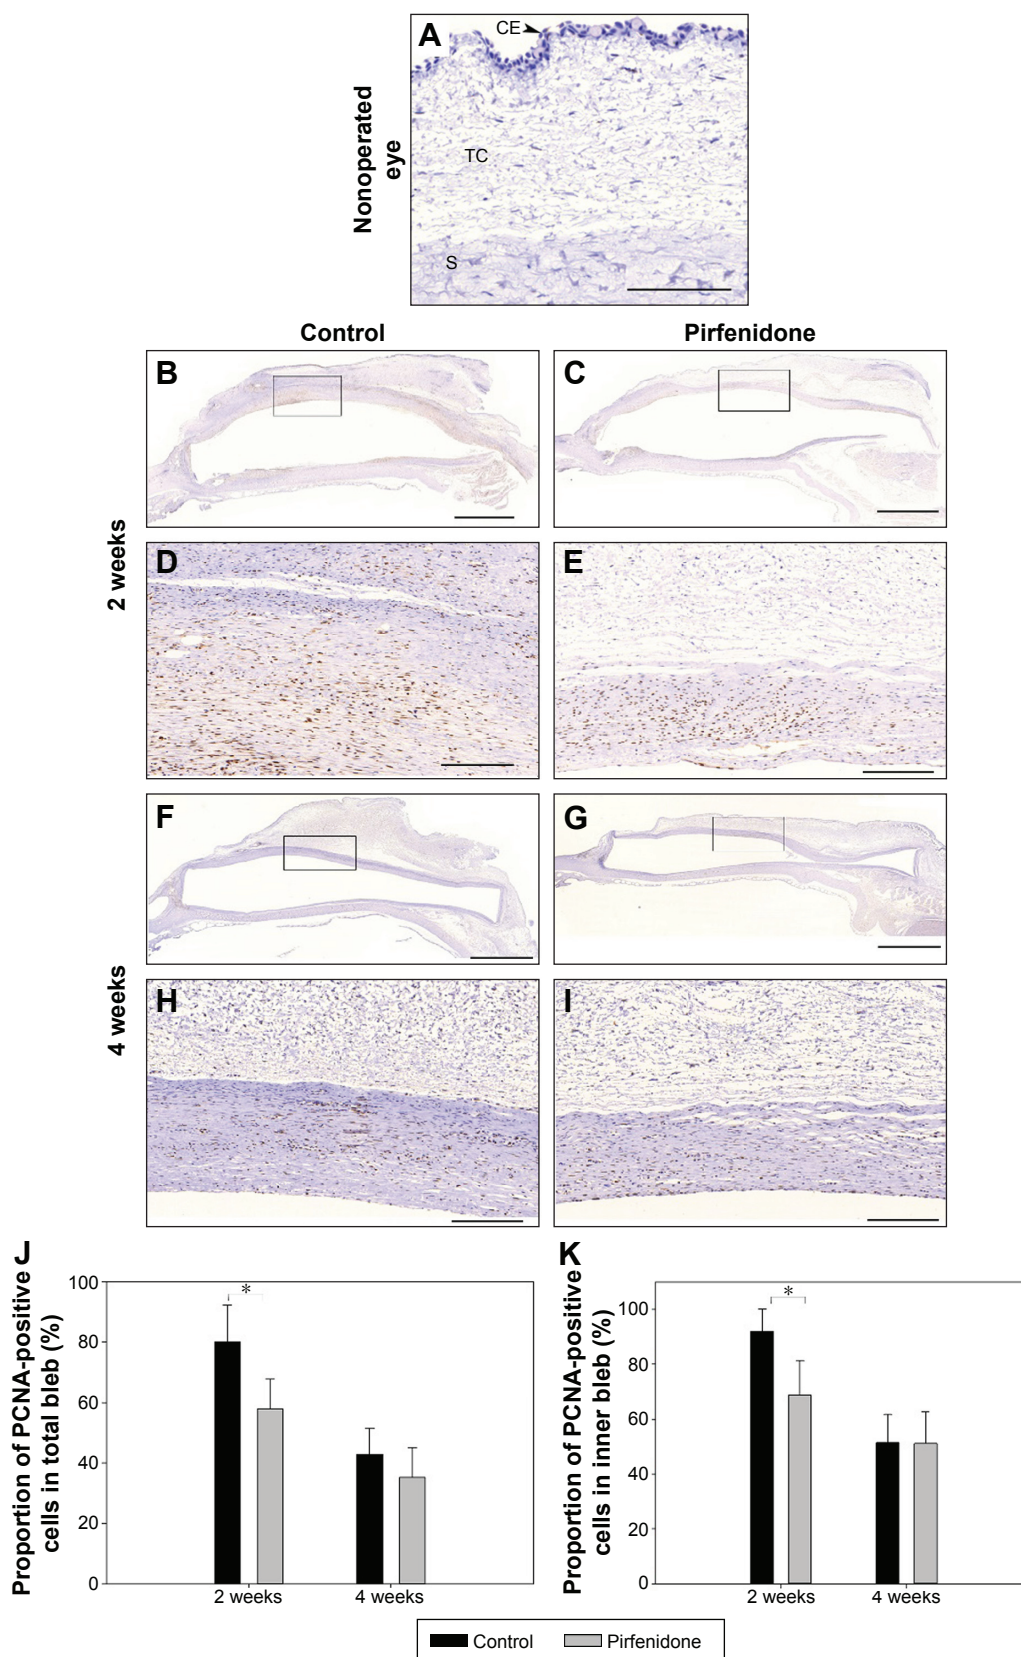 A
CE
TC
S
Nonoperated
eye
Control
Pirfenidone
2 weeks
B
C
D
E
4 weeks
F
G
H
I
J
Proportion of PCNA-positive
cells in total bleb (%)
100
80
60
40
20
0
*
2 weeks
4 weeks
K
Proportion of PCNA-positive
cells in inner bleb (%)
100
80
60
40
20
0
*
2 weeks
4 weeks
Control
Pirfenidone